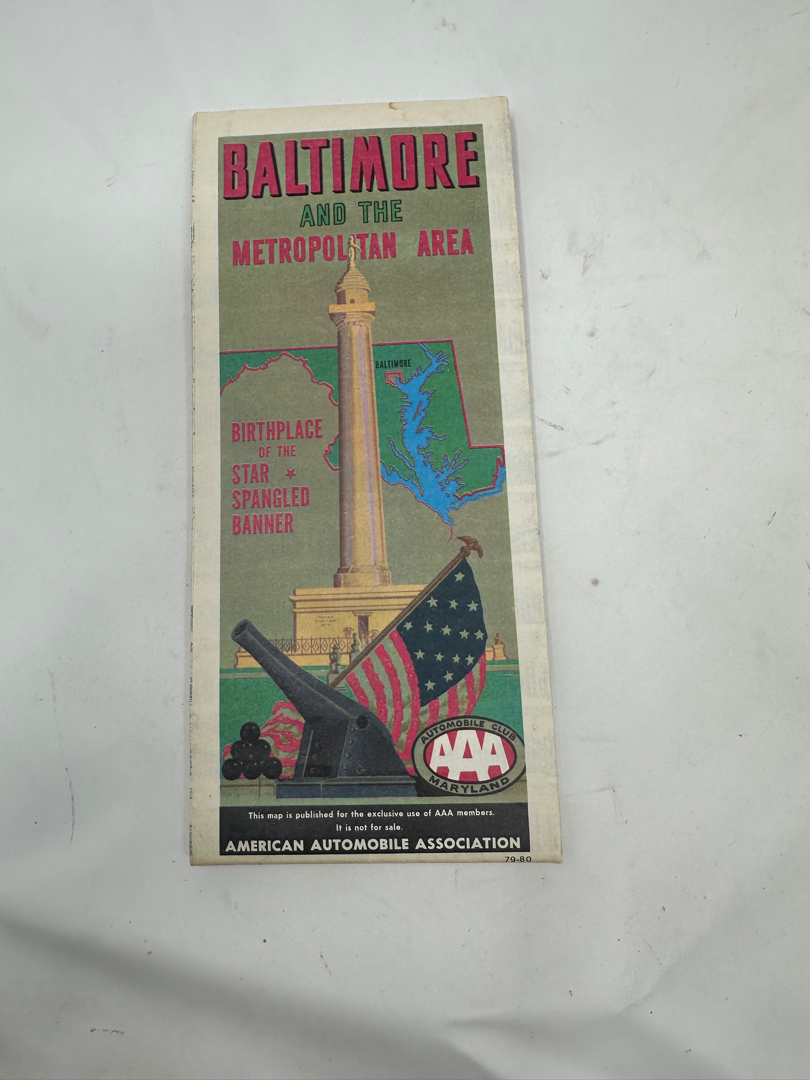 BALTIMORE
AND THE
METROPOLITAN AREA
BALTIMORE
BIRTHPLACE
OF THE
STAR
SPANGLED
BANNER
AUTOMOBILE CLUB
AAA
MARYLAND
This map is published for the exclusive use of AAA members.
It is not for sale.
AMERICAN AUTOMOBILE ASSOCIATION
79-80